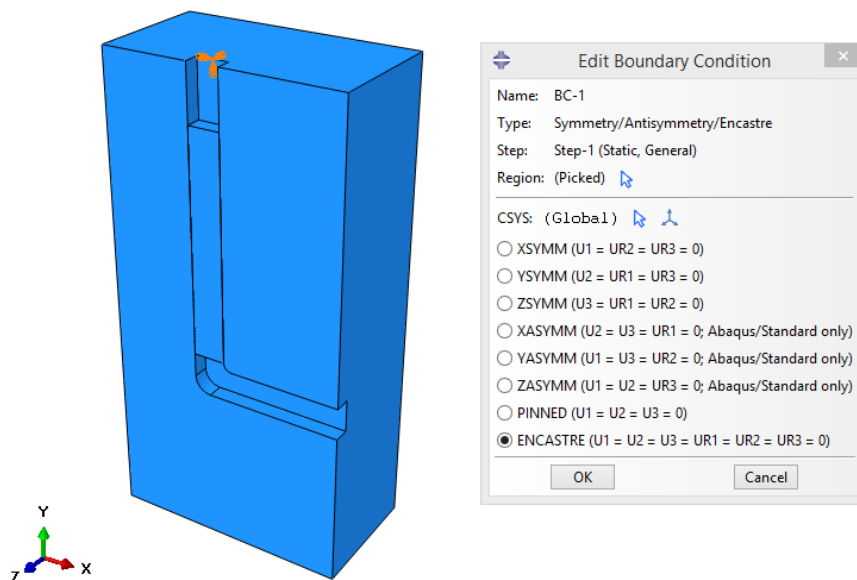 Edit Boundary Condition
Name: BC-1
Type: Symmetry/Antisymmetry/Encastre
Step: Step-1 (Static, General)
Region: (Picked)
CSYS: (Global)
XSYMM (U1 = UR2 = UR3 = 0)
YSYMM (U2 = UR1 = UR3 = 0)
ZSYMM (U3 = UR1 = UR2 = 0)
XASYMM (U2 = U3 = UR1 = 0; Abaqus/Standard only)
YASYMM (U1 = U3 = UR2 = 0; Abaqus/Standard only)
ZASYMM (U1 = U2 = UR3 = 0; Abaqus/Standard only)
PINNED (U1 = U2 = U3 = 0)
ENCASTRE (U1 = U2 = U3 = UR1 = UR2 = UR3 = 0)
OK Cancel
Y
Z X